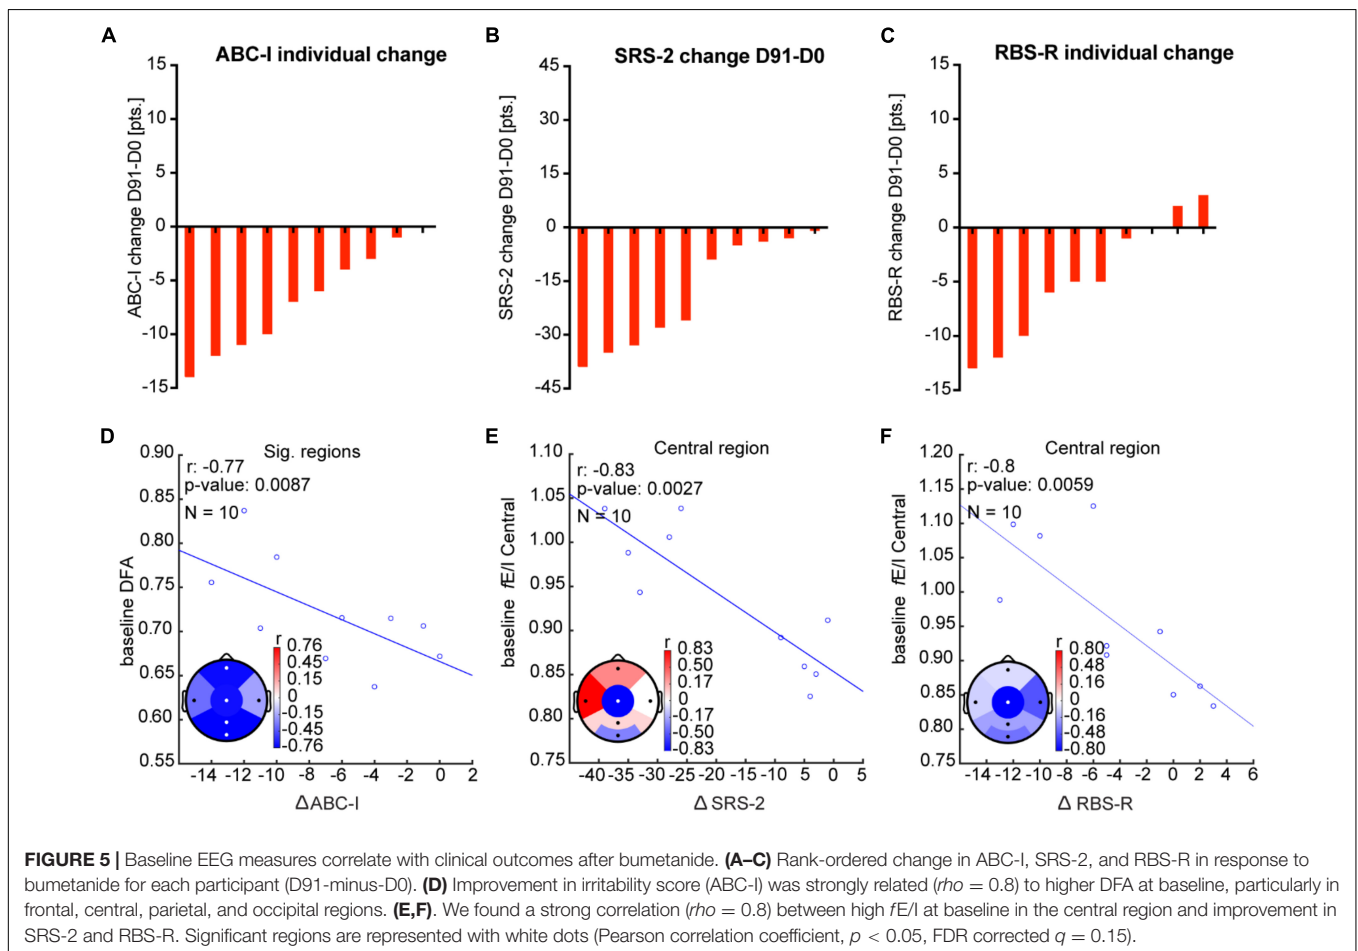 A
ABC-I individual change
ABC-I change D91-D0 [pts.]
15
10
5
0
-5
-10
-15
B
SRS-2 change D91-D0
SRS-2 change D91-D0 [pts.]
45
30
15
0
-15
-30
-45
C
RBS-R individual change
RBS-R change D91-D0 [pts.]
15
10
5
0
-5
-10
-15
D
Sig. regions
r: -0.77
p-value: 0.0087
N = 10
baseline DFA
0.90
0.85
0.80
0.75
0.70
0.65
0.60
0.55
r
0.76
0.45
0.15
0
-0.15
-0.45
-0.76
-14 -12 -10 -8 -6 -4 -2 0 2
Δ ABC-I
E
Central region
r: -0.83
p-value: 0.0027
N = 10
baseline fE/I Central
1.10
1.05
1.00
0.95
0.90
0.85
0.80
0.75
r
0.83
0.50
0.17
0
-0.17
-0.50
-0.83
-40 -35 -30 -25 -20 -15 -10 -5 0 5
Δ SRS-2
F
Central region
r: -0.8
p-value: 0.0059
N = 10
baseline fE/I Central
1.20
1.15
1.10
1.05
1.00
0.95
0.90
0.85
0.80
0.75
r
0.80
0.48
0.16
0
-0.16
-0.48
-0.80
-14 -12 -10 -8 -6 -4 -2 0 2 4 6
Δ RBS-R
FIGURE 5 | Baseline EEG measures correlate with clinical outcomes after bumetanide. (A–C) Rank-ordered change in ABC-I, SRS-2, and RBS-R in response to
bumetanide for each participant (D91-minus-D0). (D) Improvement in irritability score (ABC-I) was strongly related (rho = 0.8) to higher DFA at baseline, particularly in
frontal, central, parietal, and occipital regions. (E,F). We found a strong correlation (rho = 0.8) between high fE/I at baseline in the central region and improvement in
SRS-2 and RBS-R. Significant regions are represented with white dots (Pearson correlation coefficient, p < 0.05, FDR corrected q = 0.15).